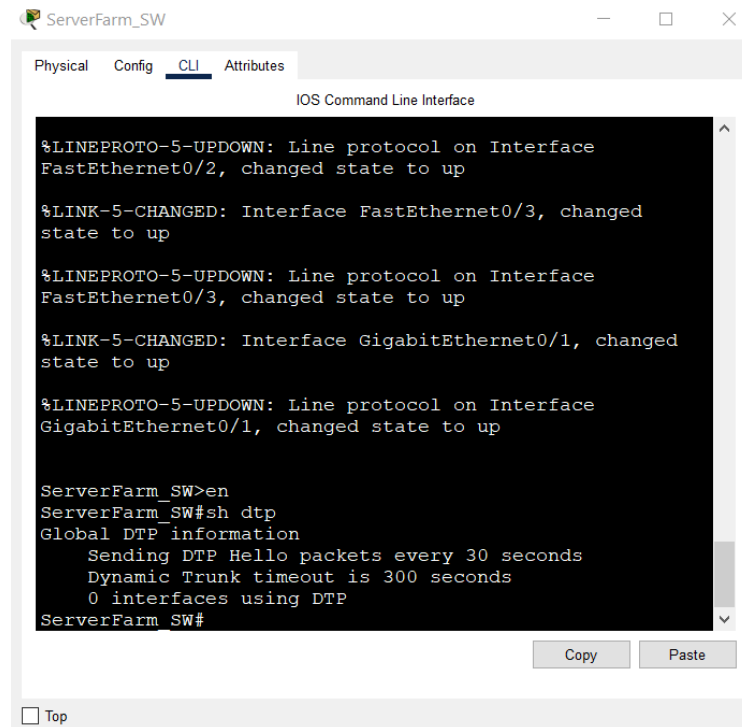 ServerFarm_SW
Physical Config CLI Attributes
IOS Command Line Interface
%LINEPROTO-5-UPDOWN: Line protocol on Interface
FastEthernet0/2, changed state to up
%LINK-5-CHANGED: Interface FastEthernet0/3, changed
state to up
%LINEPROTO-5-UPDOWN: Line protocol on Interface
FastEthernet0/3, changed state to up
%LINK-5-CHANGED: Interface GigabitEthernet0/1, changed
state to up
%LINEPROTO-5-UPDOWN: Line protocol on Interface
GigabitEthernet0/1, changed state to up
ServerFarm_SW>en
ServerFarm_SW#sh dtp
Global DTP information
Sending DTP Hello packets every 30 seconds
Dynamic Trunk timeout is 300 seconds
0 interfaces using DTP
ServerFarm_SW#
Copy Paste
Top